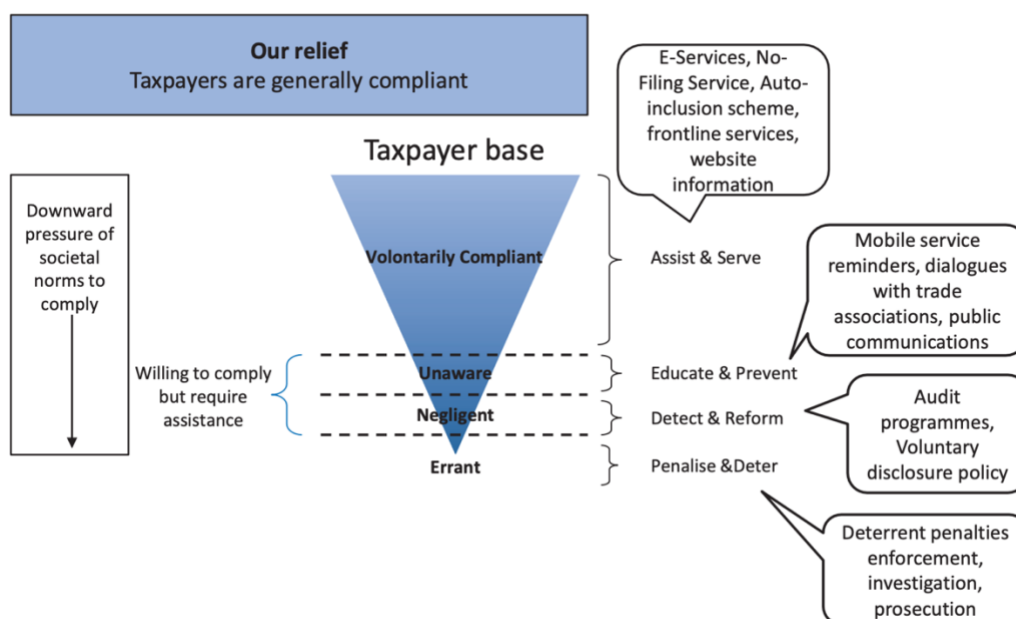 Our relief
Taxpayers are generally compliant
E-Services, No-
Filing Service, Auto-
inclusion scheme,
frontline services,
website
information
Taxpayer base
Downward
pressure of
societal
norms to
comply
Volontarily Compliant
Assist & Serve
Mobile service
reminders, dialogues
with trade
associations, public
communications
Willing to comply
but require
assistance
Unaware
Educate & Prevent
Negligent
Detect & Reform
Audit
programmes,
Voluntary
disclosure policy
Errant
Penalise &Deter
Deterrent penalties
enforcement,
investigation,
prosecution